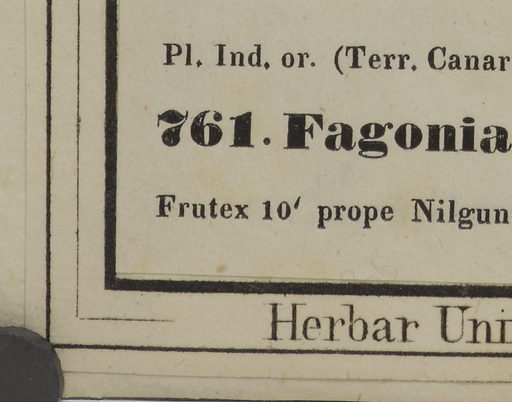 Pl. Ind. or. (Terr. Canar
761. Fagonia
Frutex 10' prope Nilgun
Herbar Uni